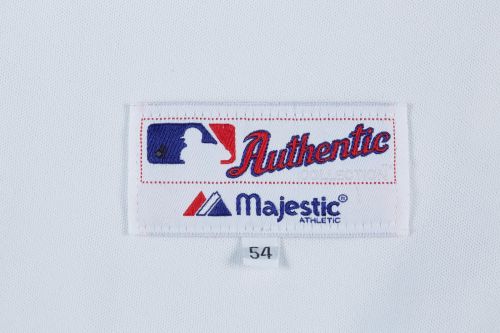 Authentic
COLLECTION
Majestic®
ATHLETIC
54